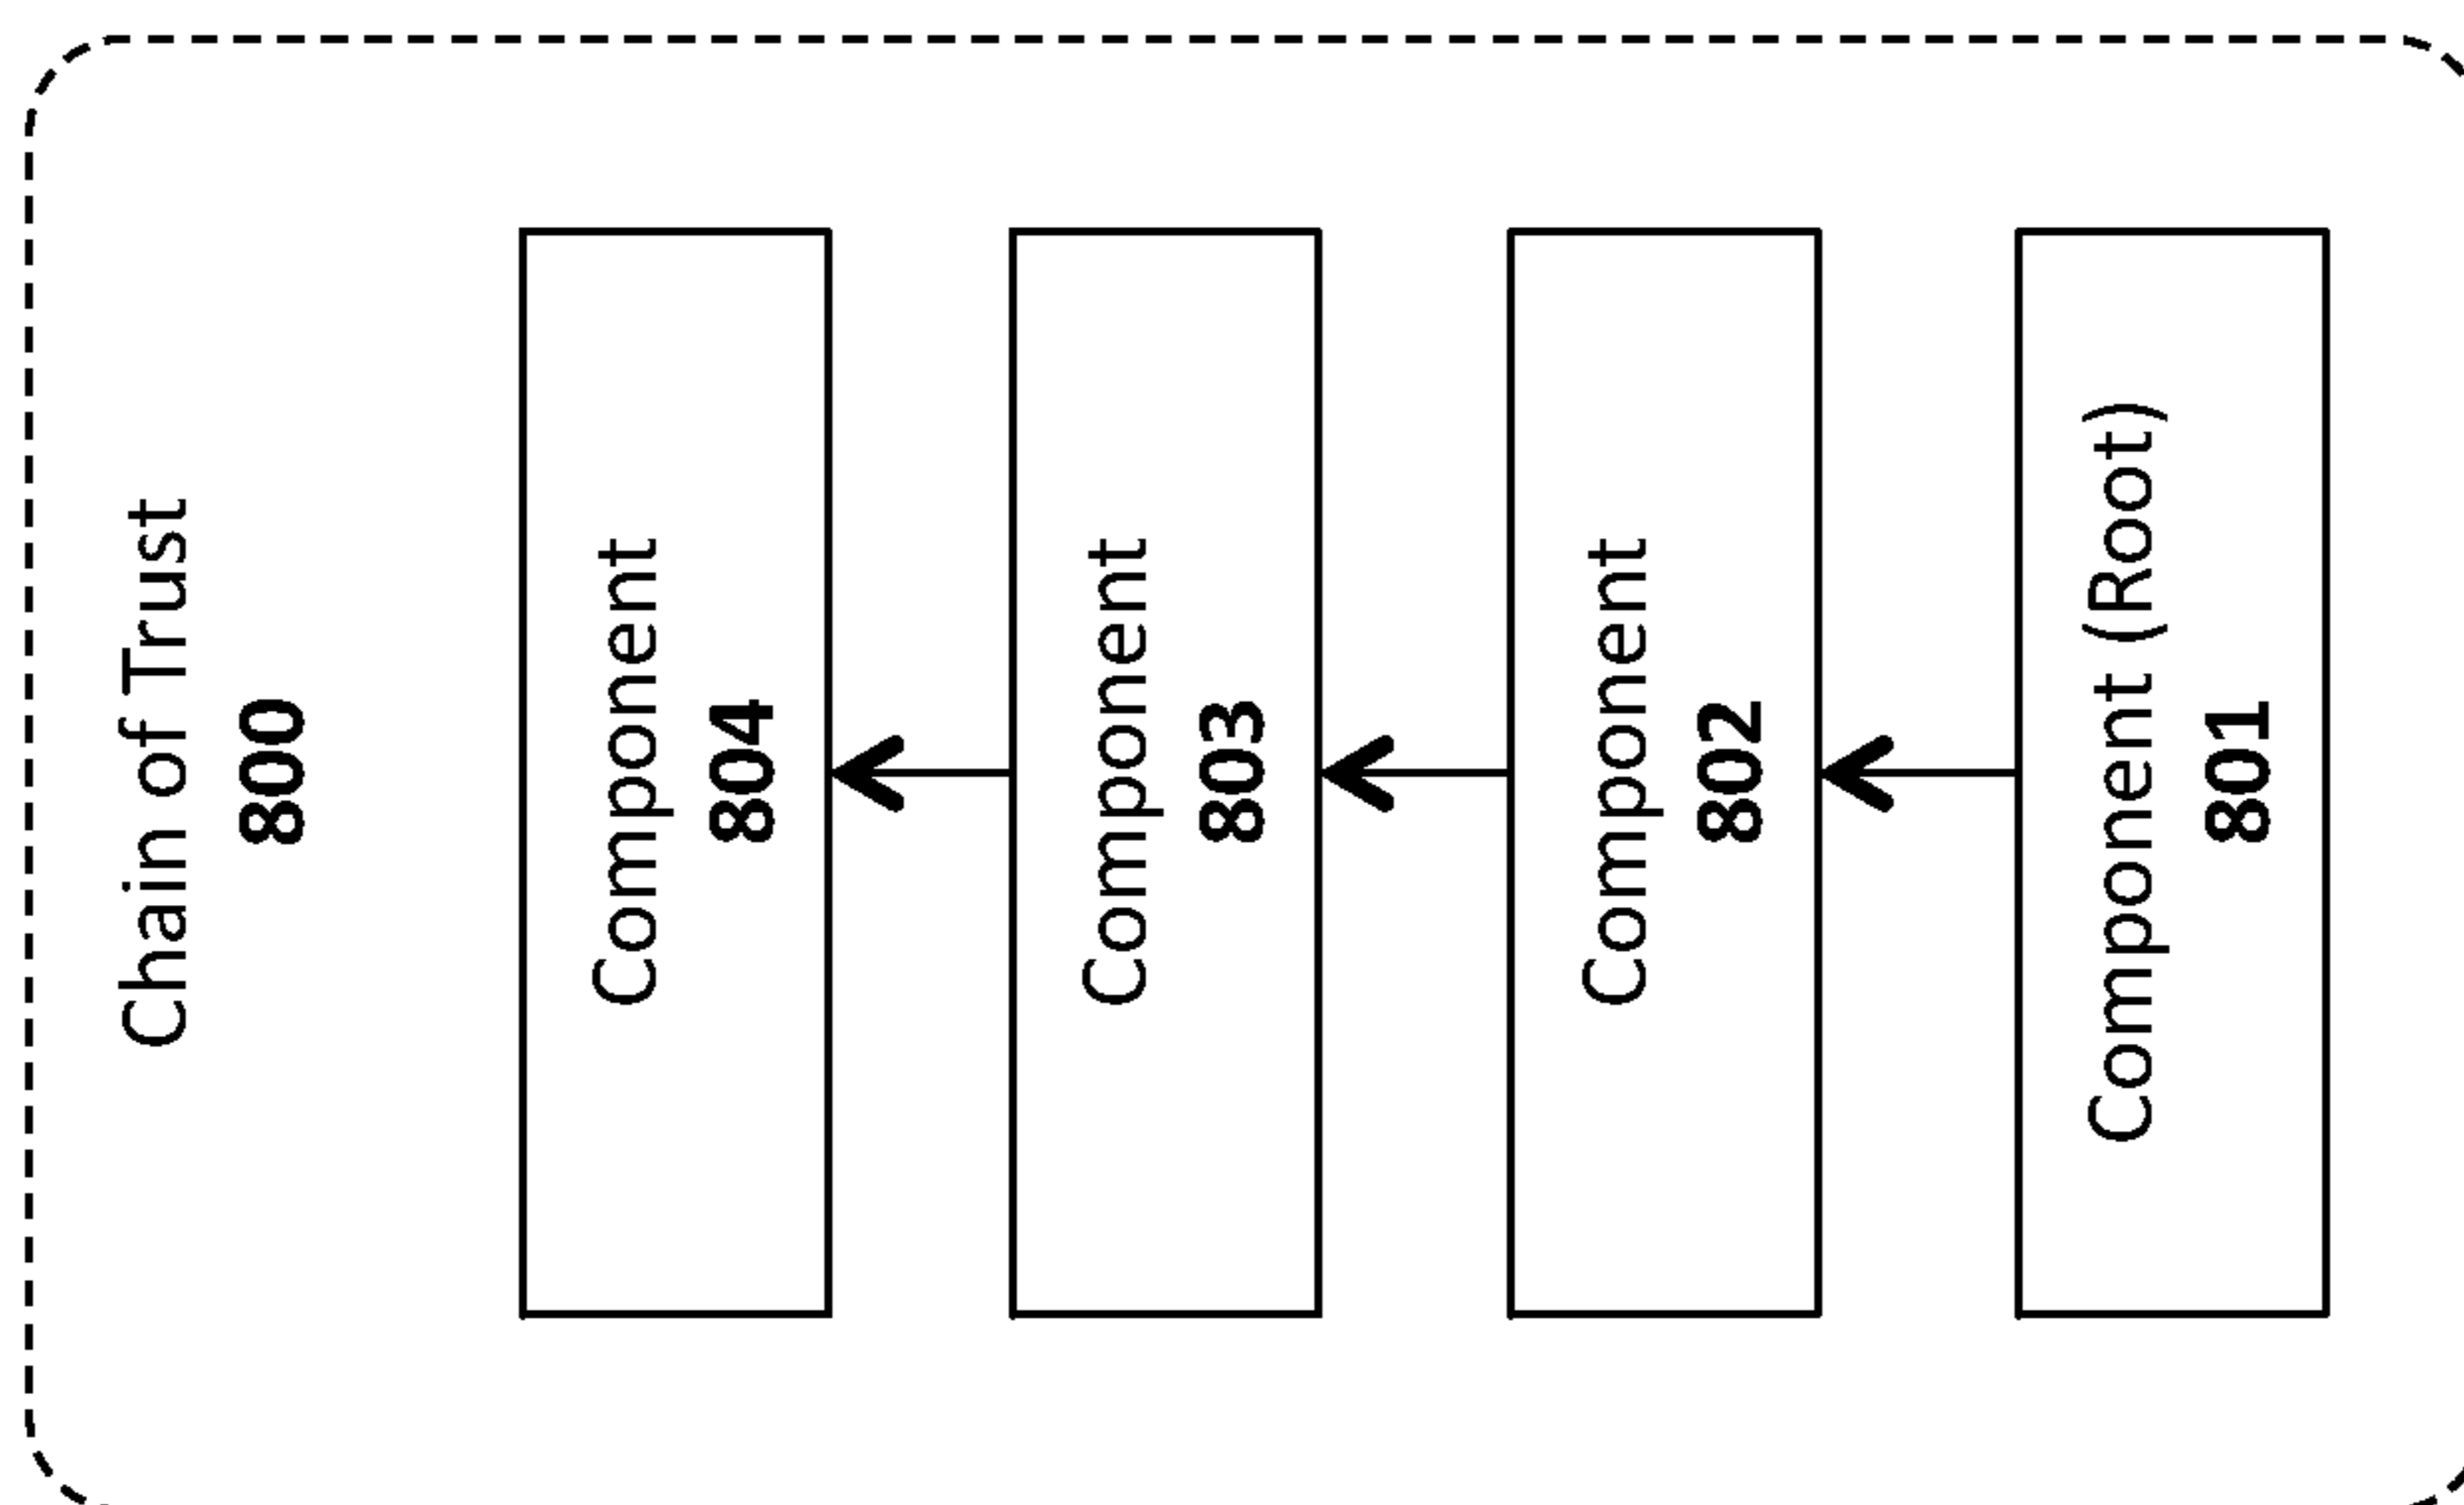 Chain of Trust
800
Component
804
Component
803
Component
802
Component (Root)
801